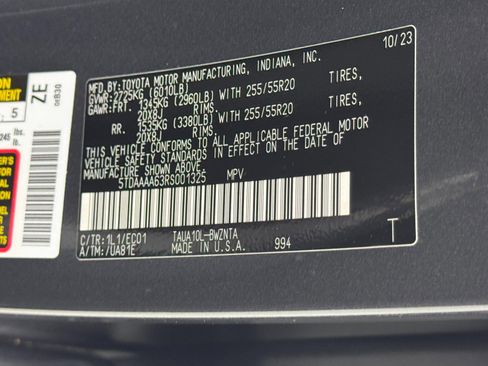 10/23
MFD.BY:TOYOTA MOTOR MANUFACTURING, INDIANA, INC.
GVWR:2725KG (6010LB)
GAWR:FRT. 1345KG (2960LB) WITH 255/55R20 TIRES,
20X8J RIMS,
RR. 1535KG (3380LB) WITH 255/55R20 TIRES,
20X8J RIMS.
THIS VEHICLE CONFORMS TO ALL APPLICABLE FEDERAL MOTOR
VEHICLE SAFETY STANDARDS IN EFFECT ON THE DATE OF
MANUFACTURE SHOWN ABOVE.
5TDAAAA63RS001325 MPV
C/TR:1L1/EC01 TAUA10L-BWZNTA
A/TM:/UA81E MADE IN U.S.A. 994
T
ZE
5
245 lbs.